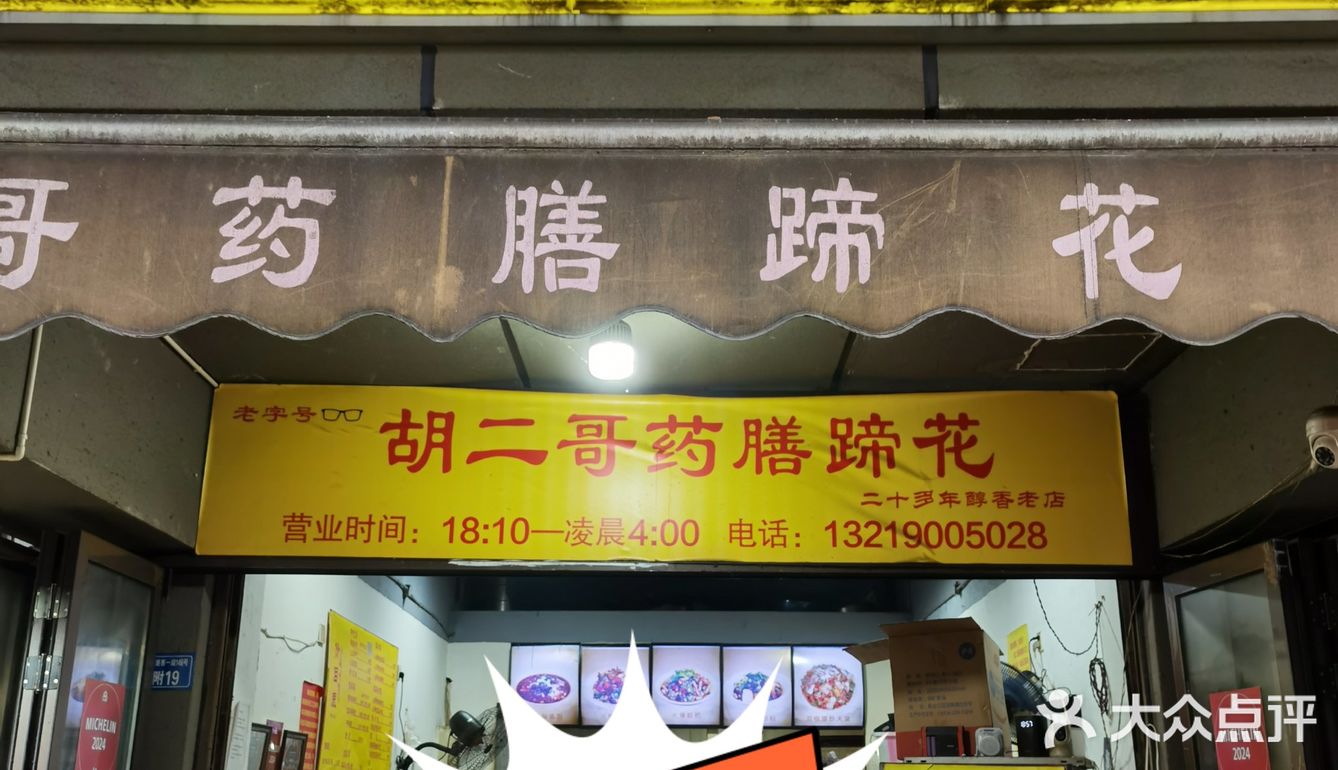 哥药膳蹄花
老字号
胡二哥药膳蹄花
二十多年醇香老店
营业时间：18:10—凌晨4:00 电话：13219005028
附19
MICHELIN
2024
大众点评
2024